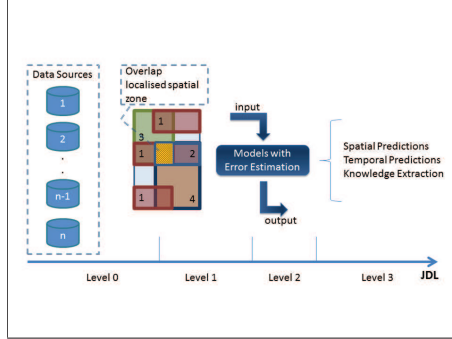 Data Sources
1
2
.
.
n-1
n
Overlap
localised spatial
zone
1
3
1
2
1
4
input
Models with
Error Estimation
output
Spatial Predictions
Temporal Predictions
Knowledge Extraction
Level 0
Level 1
Level 2
Level 3
JDL